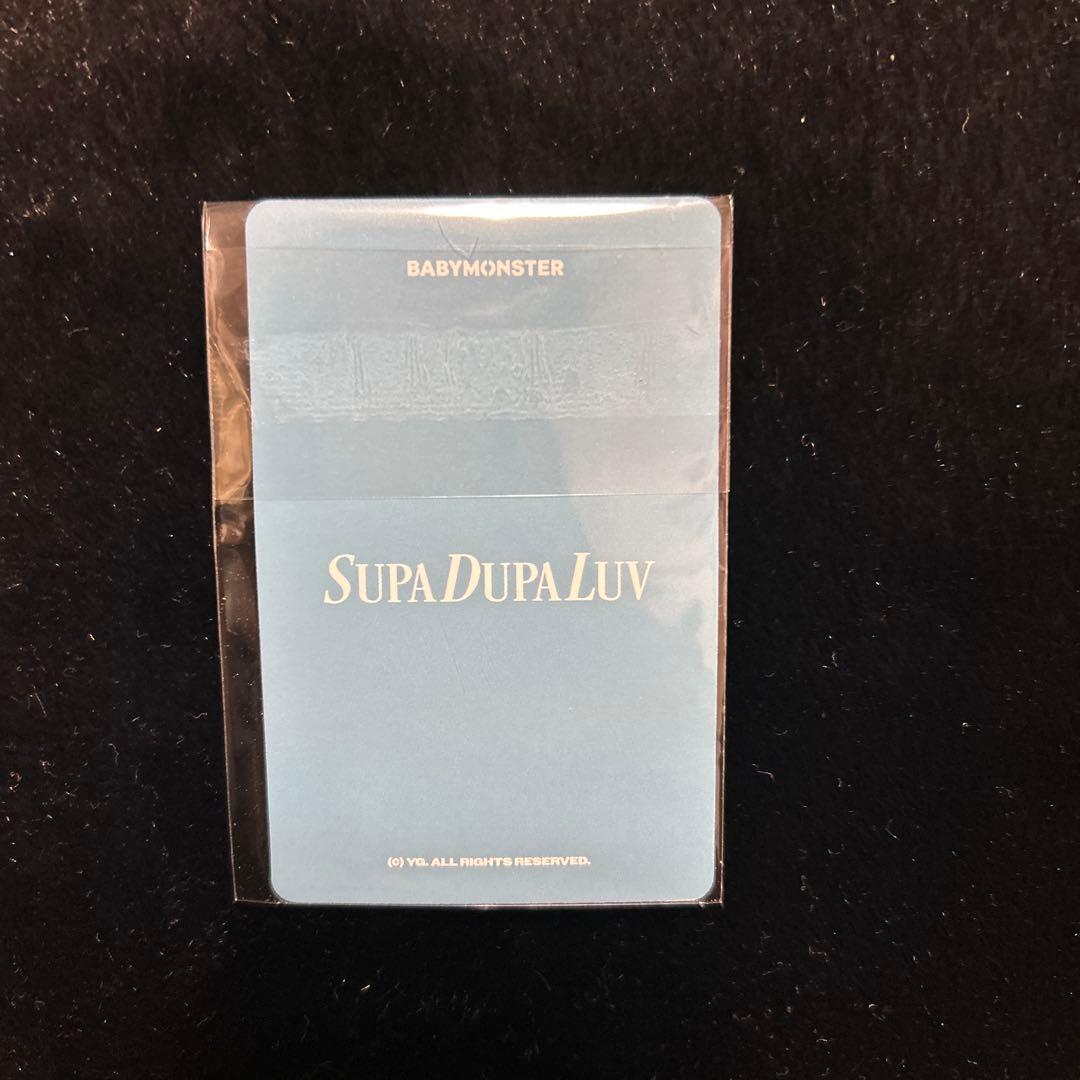 BABYMONSTER
SUPA DUPA LUV
(c) YG. ALL RIGHTS RESERVED.